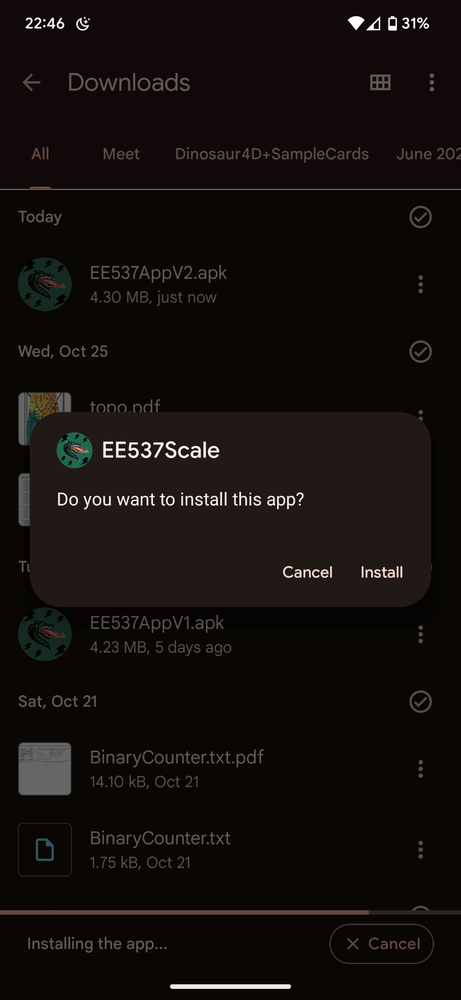 22:46
31%
Downloads
All
Meet
Dinosaur4D+SampleCards
June 202
Today
EE537AppV2.apk
4.30 MB, just now
Wed, Oct 25
topo.pdf
EE537Scale
Do you want to install this app?
Cancel
Install
Tu
EE537AppV1.apk
4.23 MB, 5 days ago
Sat, Oct 21
BinaryCounter.txt.pdf
14.10 kB, Oct 21
BinaryCounter.txt
1.75 kB, Oct 21
Installing the app...
Cancel